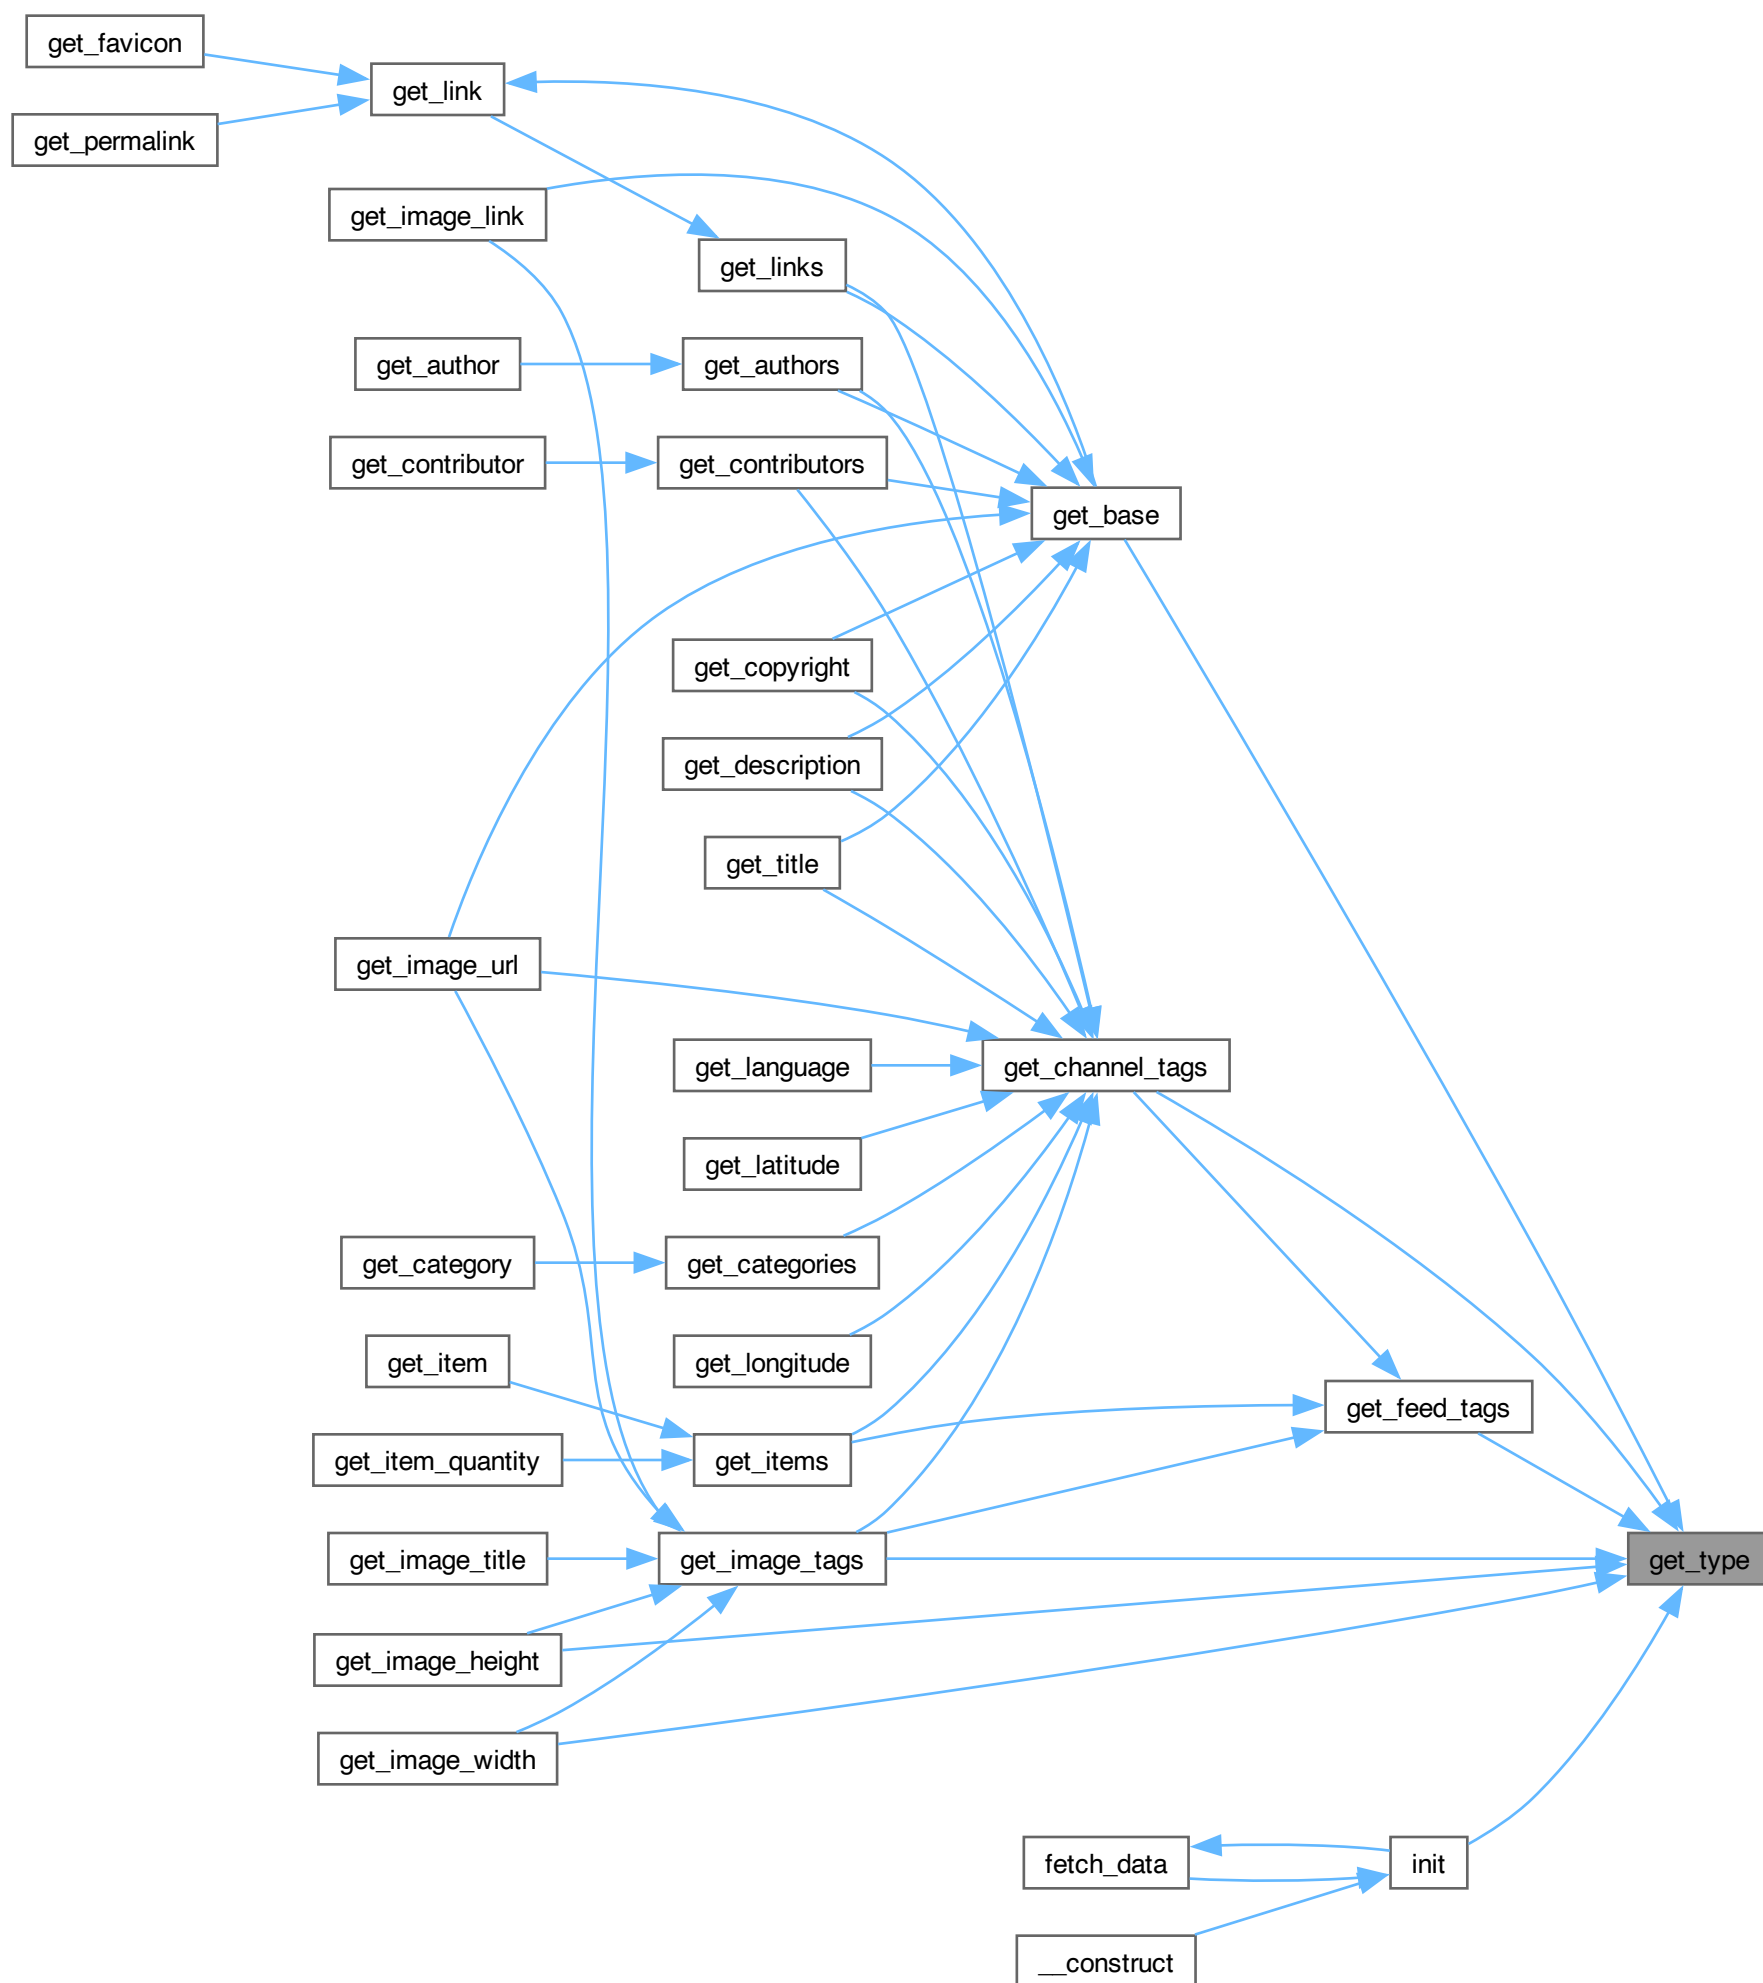 get_favicon
get_link
get_permalink
get_image_link
get_links
get_author
get_authors
get_contributor
get_contributors
get_base
get_copyright
get_description
get_title
get_image_url
get_language
get_channel_tags
get_latitude
get_category
get_categories
get_item
get_longitude
get_feed_tags
get_item_quantity
get_items
get_image_title
get_image_tags
get_type
get_image_height
get_image_width
fetch_data
init
__construct